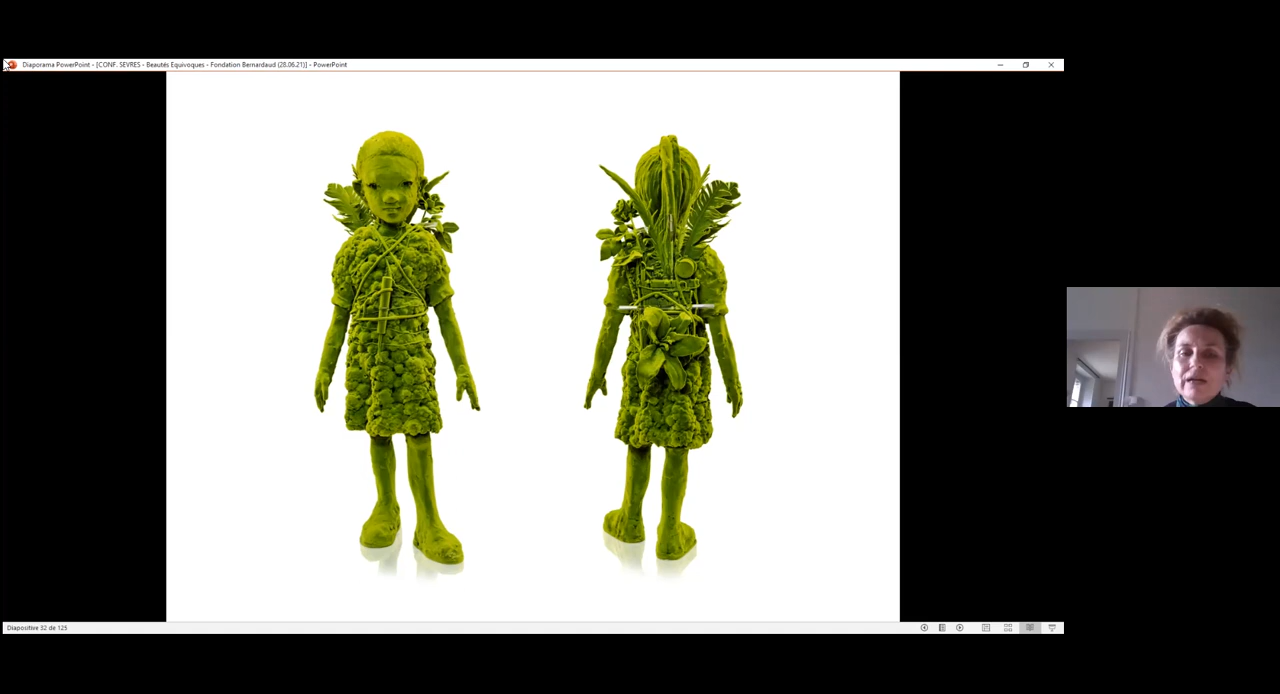 Diaporama PowerPoint - [CONF. SEVRES - Beautés Equivoques - Fondation Bernardaud (28.06.21)] - PowerPoint
Diapositive 32 de 125